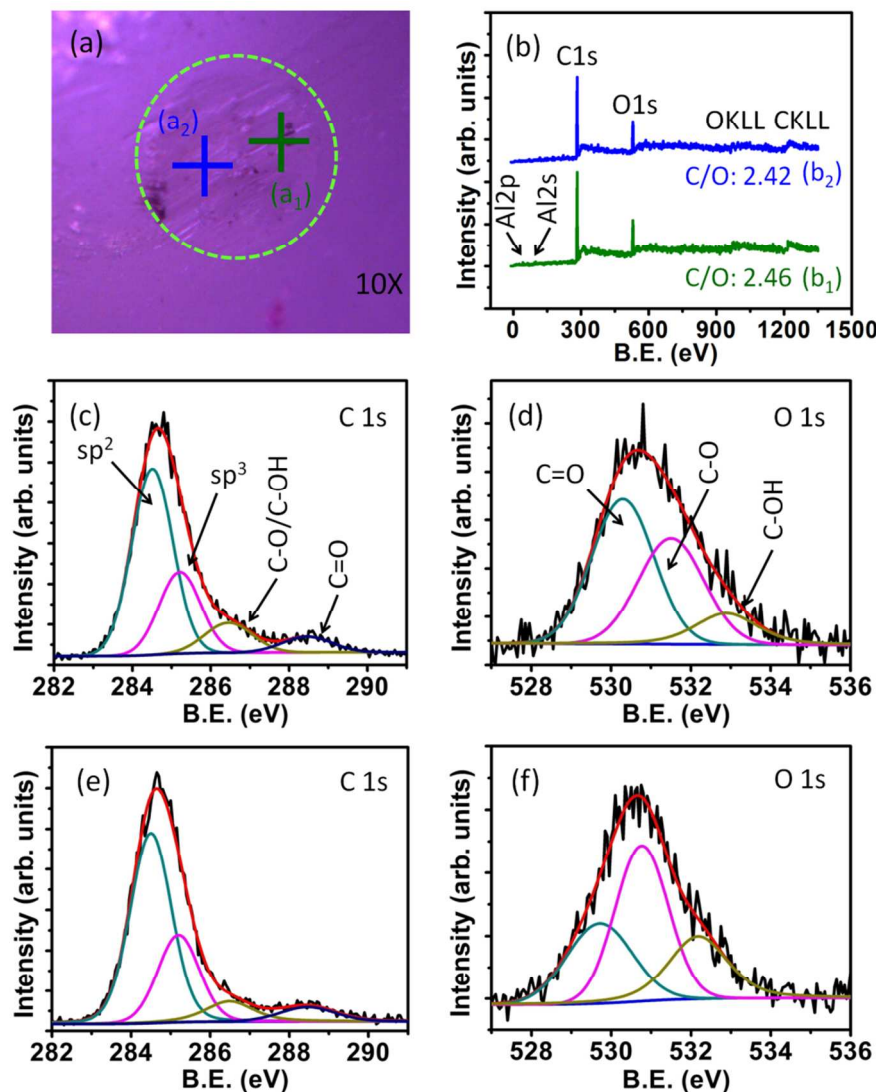 (a)
(a₂)
(a₁)
10X
(b)
C1s
O1s
OKLL CKLL
C/O: 2.42 (b₂)
Al2p
Al2s
C/O: 2.46 (b₁)
Intensity (arb. units)
0 300 600 900 1200 1500
B.E. (eV)
(c)
C 1s
sp²
sp³
C-O/C-OH
C=O
Intensity (arb. units)
282 284 286 288 290
B.E. (eV)
(d)
O 1s
C=O
C-O
C-OH
Intensity (arb. units)
528 530 532 534 536
B.E. (eV)
(e)
C 1s
Intensity (arb. units)
282 284 286 288 290
B.E. (eV)
(f)
O 1s
Intensity (arb. units)
528 530 532 534 536
B.E. (eV)